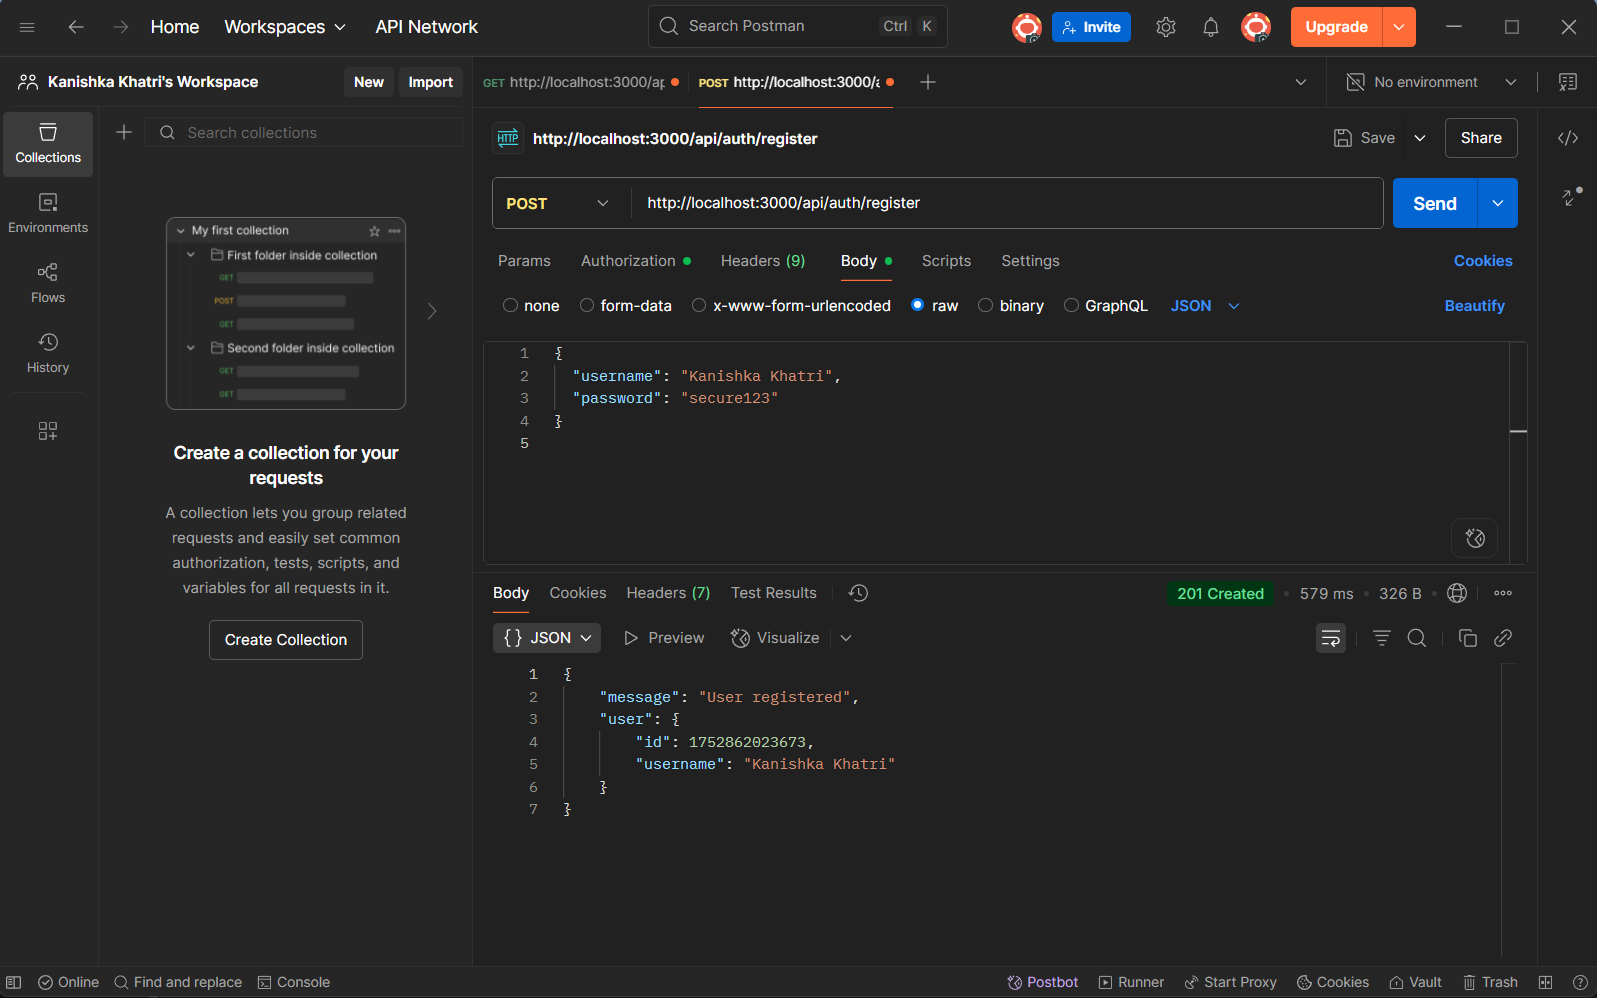 Home Workspaces API Network Search Postman Ctrl K Invite Upgrade
Kanishka Khatri's Workspace New Import
GET http://localhost:3000/ap POST http://localhost:3000/a No environment
Collections
Environments
Flows
History
Search collections
My first collection
First folder inside collection
GET
POST
GET
Second folder inside collection
GET
GET
Create a collection for your
requests
A collection lets you group related
requests and easily set common
authorization, tests, scripts, and
variables for all requests in it.
Create Collection
HTTP http://localhost:3000/api/auth/register Save Share
POST http://localhost:3000/api/auth/register Send
Params Authorization Headers (9) Body Scripts Settings Cookies
none form-data x-www-form-urlencoded raw binary GraphQL JSON Beautify
1 {
2 "username": "Kanishka Khatri",
3 "password": "secure123"
4 }
5
Body Cookies Headers (7) Test Results 201 Created 579 ms 326 B
{} JSON Preview Visualize
1 {
2 "message": "User registered",
3 "user": {
4 "id": 1752862023673,
5 "username": "Kanishka Khatri"
6 }
7 }
Online Find and replace Console Postbot Runner Start Proxy Cookies Vault Trash